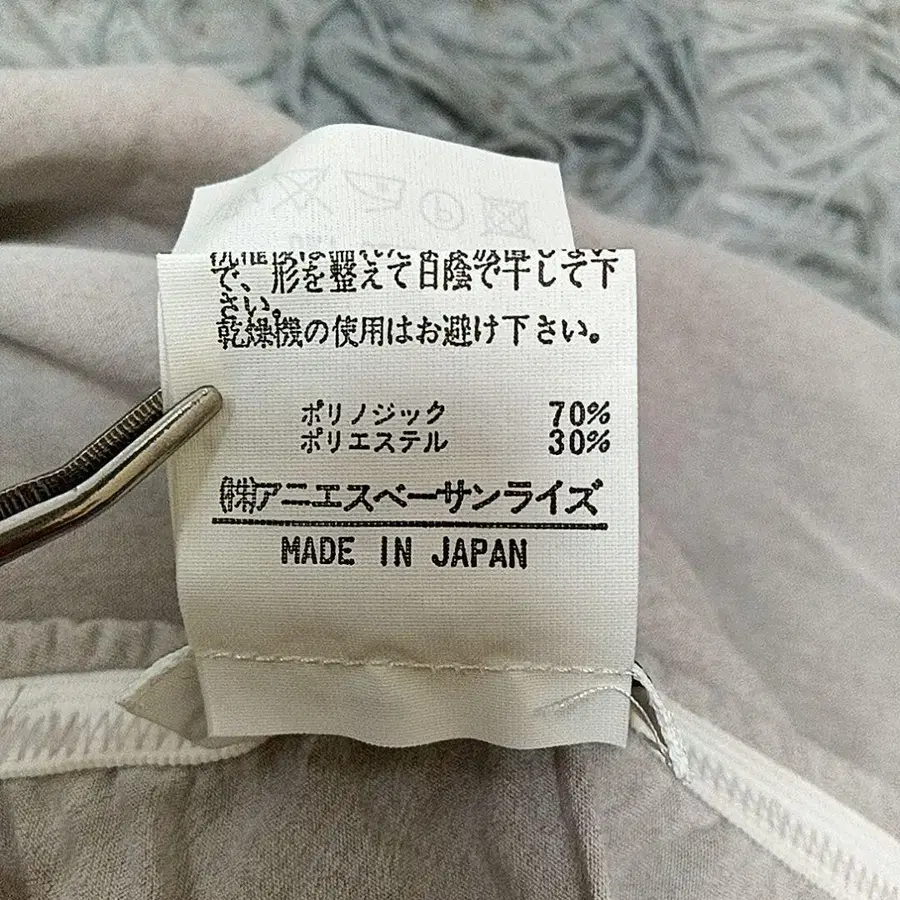 で、形を整えて日陰で干して下
さい。
乾燥機の使用はお避け下さい。
ポリノジック 70%
ポリエステル 30%
(株)アニエスベーサンライズ
MADE IN JAPAN